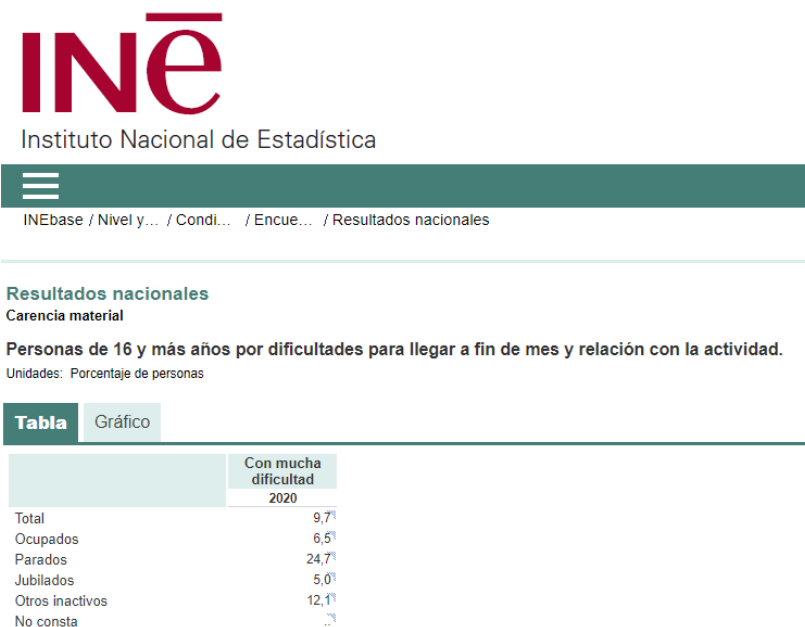 INē
Instituto Nacional de Estadística
INEbase / Nivel y... / Condi... / Encue... / Resultados nacionales
Resultados nacionales
Carencia material
Personas de 16 y más años por dificultades para llegar a fin de mes y relación con la actividad.
Unidades: Porcentaje de personas
Tabla Gráfico
Con mucha
dificultad
2020
Total 9,7
Ocupados 6,5
Parados 24,7
Jubilados 5,0
Otros inactivos 12,1
No consta ..